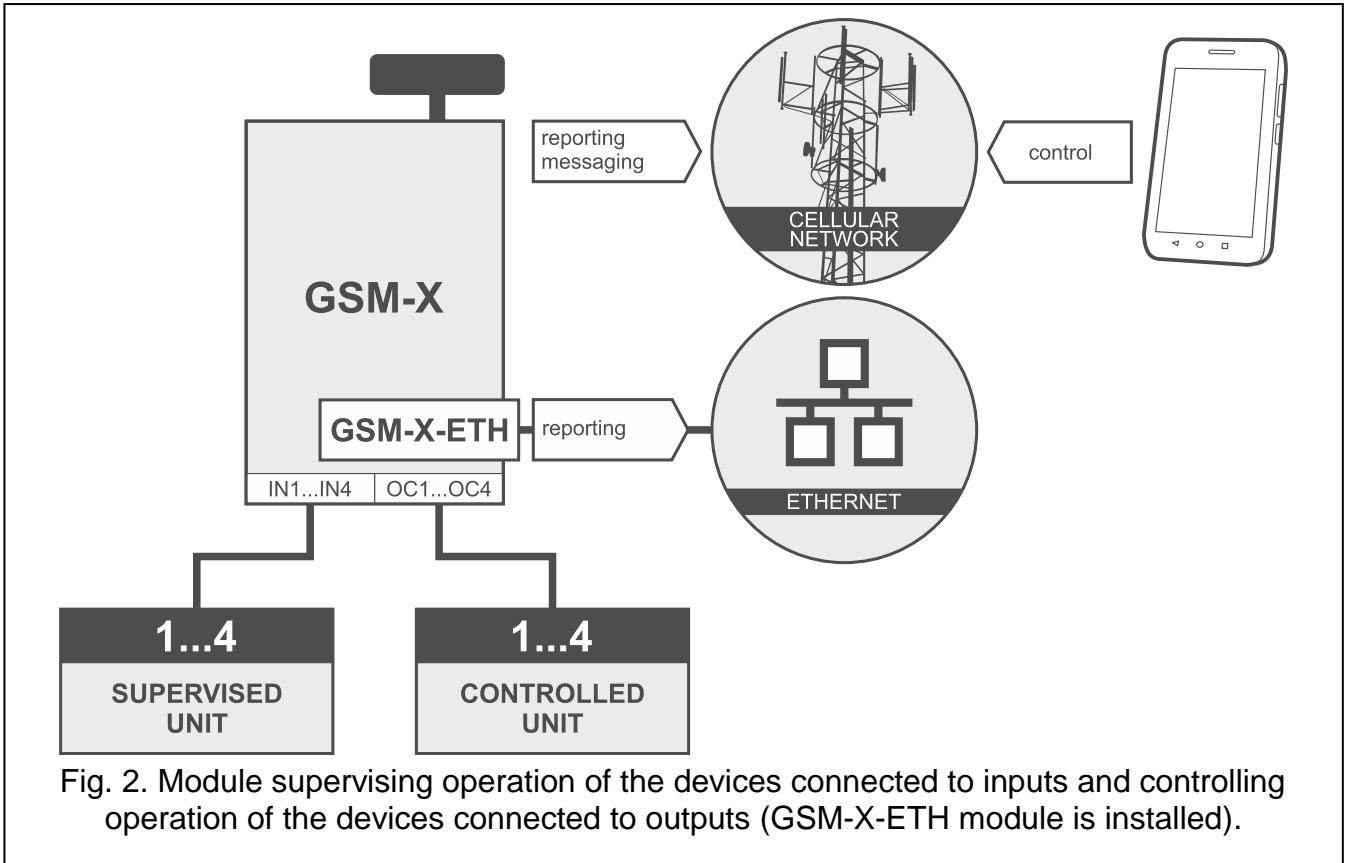 reporting
messaging
control
CELLULAR
NETWORK
GSM-X
GSM-X-ETH
reporting
IN1...IN4
OC1...OC4
ETHERNET
1...4
SUPERVISED
UNIT
1...4
CONTROLLED
UNIT
Fig. 2. Module supervising operation of the devices connected to inputs and controlling
operation of the devices connected to outputs (GSM-X-ETH module is installed).